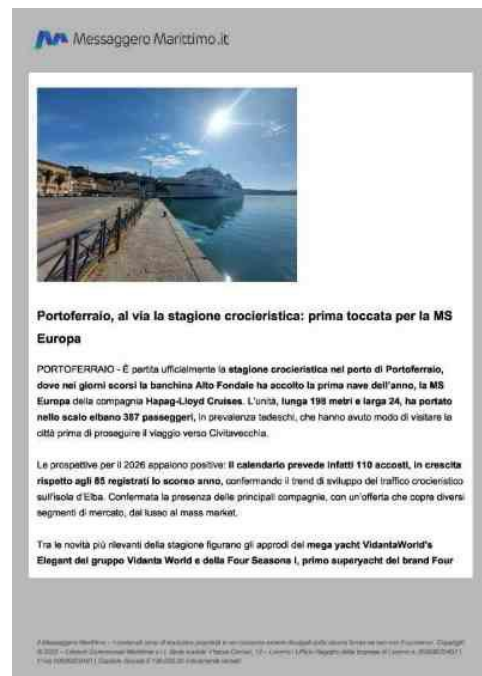 Messaggero Marittimo.it
Portoferraio, al via la stagione crocieristica: prima toccata per la MS
Europa
PORTOFERRAIO - È partita ufficialmente la stagione crocieristica nel porto di Portoferraio,
dove nei giorni scorsi la banchina Alto Fondale ha accolto la prima nave dell'anno, la MS
Europa della compagnia Hapag-Lloyd Cruises. L'unità, lunga 198 metri e larga 24, ha portato
nello scalo elbano 387 passeggeri, in prevalenza tedeschi, che hanno avuto modo di visitare la
città prima di proseguire il viaggio verso Civitavecchia.
Le prospettive per il 2026 appaiono positive: il calendario prevede infatti 110 accosti, in crescita
rispetto agli 85 registrati lo scorso anno, confermando il trend di sviluppo del traffico crocieristico
sull'isola d'Elba. Confermata la presenza delle principali compagnie, con un'offerta che copre diversi
segmenti di mercato, dal lusso al mass market.
Tra le novità più rilevanti della stagione figurano gli approdi del mega yacht VidantaWorld's
Elegant del gruppo Vidanta World e della Four Seasons I, primo superyacht del brand Four